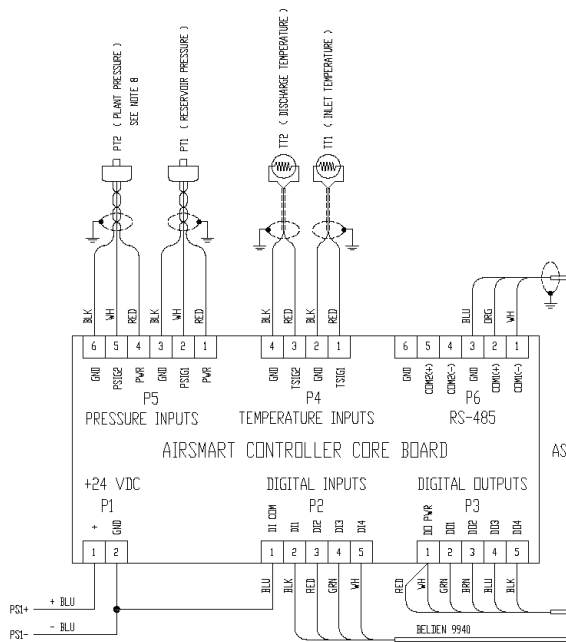 PT2 ( PLANT PRESSURE )
SEE NOTE 8
PT1 ( RESERVOIR PRESSURE )
TT2 ( DISCHARGE TEMPERATURE )
TT1 ( INLET TEMPERATURE )
BLK WH RED BLK WH RED
BLK RED BLK RED
BLU ORG WH
6 5 4 3 2 1
4 3 2 1
6 5 4 3 2 1
GND PSIG2 PWR GND PSIG1 PWR
GND TSIG2 GND TSIG1
GND COM2(+) COM2(-) GND COM1(+) COM1(-)
P5 P4 P6
PRESSURE INPUTS TEMPERATURE INPUTS RS-485
AIRSMART CONTROLLER CORE BOARD
AS
+24 VDC DIGITAL INPUTS DIGITAL OUTPUTS
P1 P2 P3
+ GND
DI COM DI1 DI2 DI3 DI4
DO PWR DO1 DO2 DO3 DO4
1 2
1 2 3 4 5
1 2 3 4 5
BLU BLK RED GRN WH
RED WH GRN BRN BLU BLK
PS1+ + BLU
PS1- - BLU
BELDEN 9940